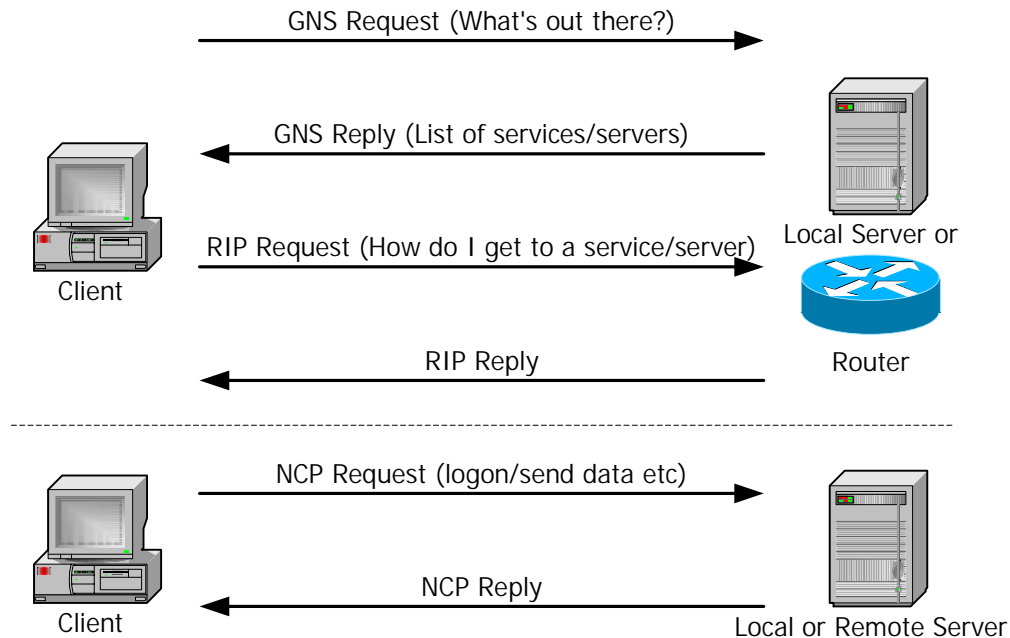 GNS Request (What's out there?)
GNS Reply (List of services/servers)
Local Server or
RIP Request (How do I get to a service/server)
Client
RIP Reply
Router
NCP Request (logon/send data etc)
NCP Reply
Client
Local or Remote Server